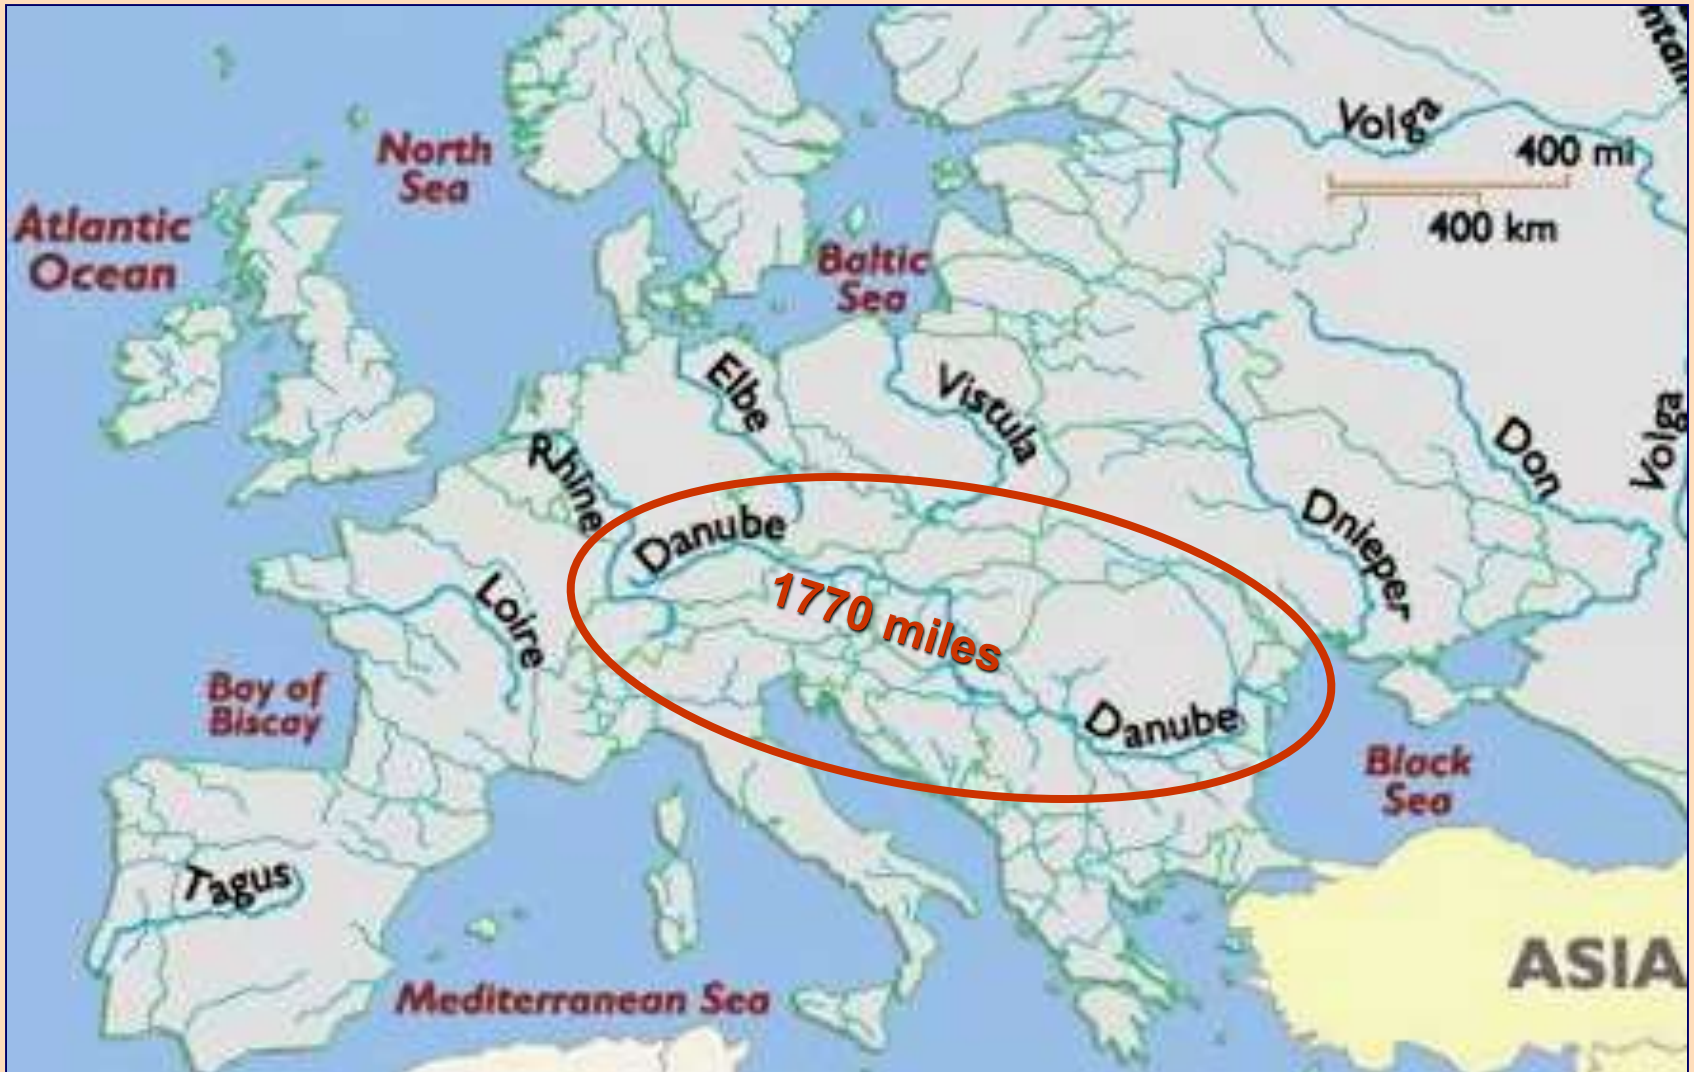 ntain
Volga
400 mi
400 km
North
Sea
Atlantic
Ocean
Baltic
Sea
Elbe
Vistula
Rhine
Don
Volga
Danube
Dnieper
1770 miles
Loire
Bay of
Biscay
Danube
Black
Sea
Tagus
ASIA
Mediterranean Sea